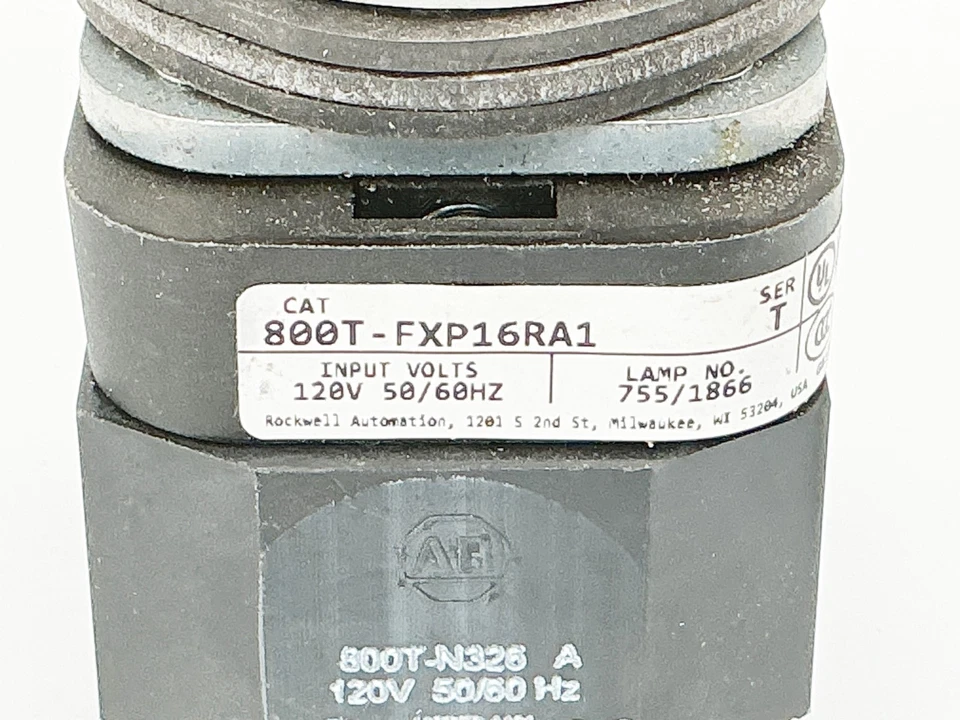 CAT
800T-FXP16RA1
SER
T
UL
INPUT VOLTS
120V 50/60HZ
LAMP NO.
755/1866
Rockwell Automation, 1201 S 2nd St, Milwaukee, WI 53204, USA
AB
800T-N326 A
120V 50/60 Hz